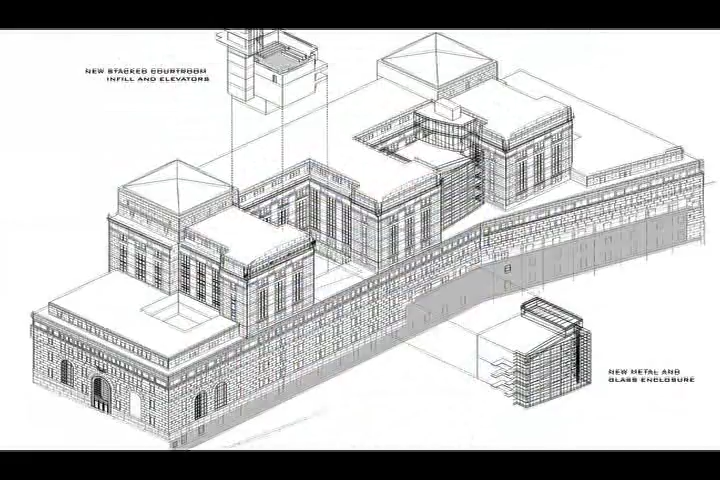 NEW STACKED COURTROOM
INFILL AND ELEVATORS
NEW METAL AND
GLASS ENCLOSURE